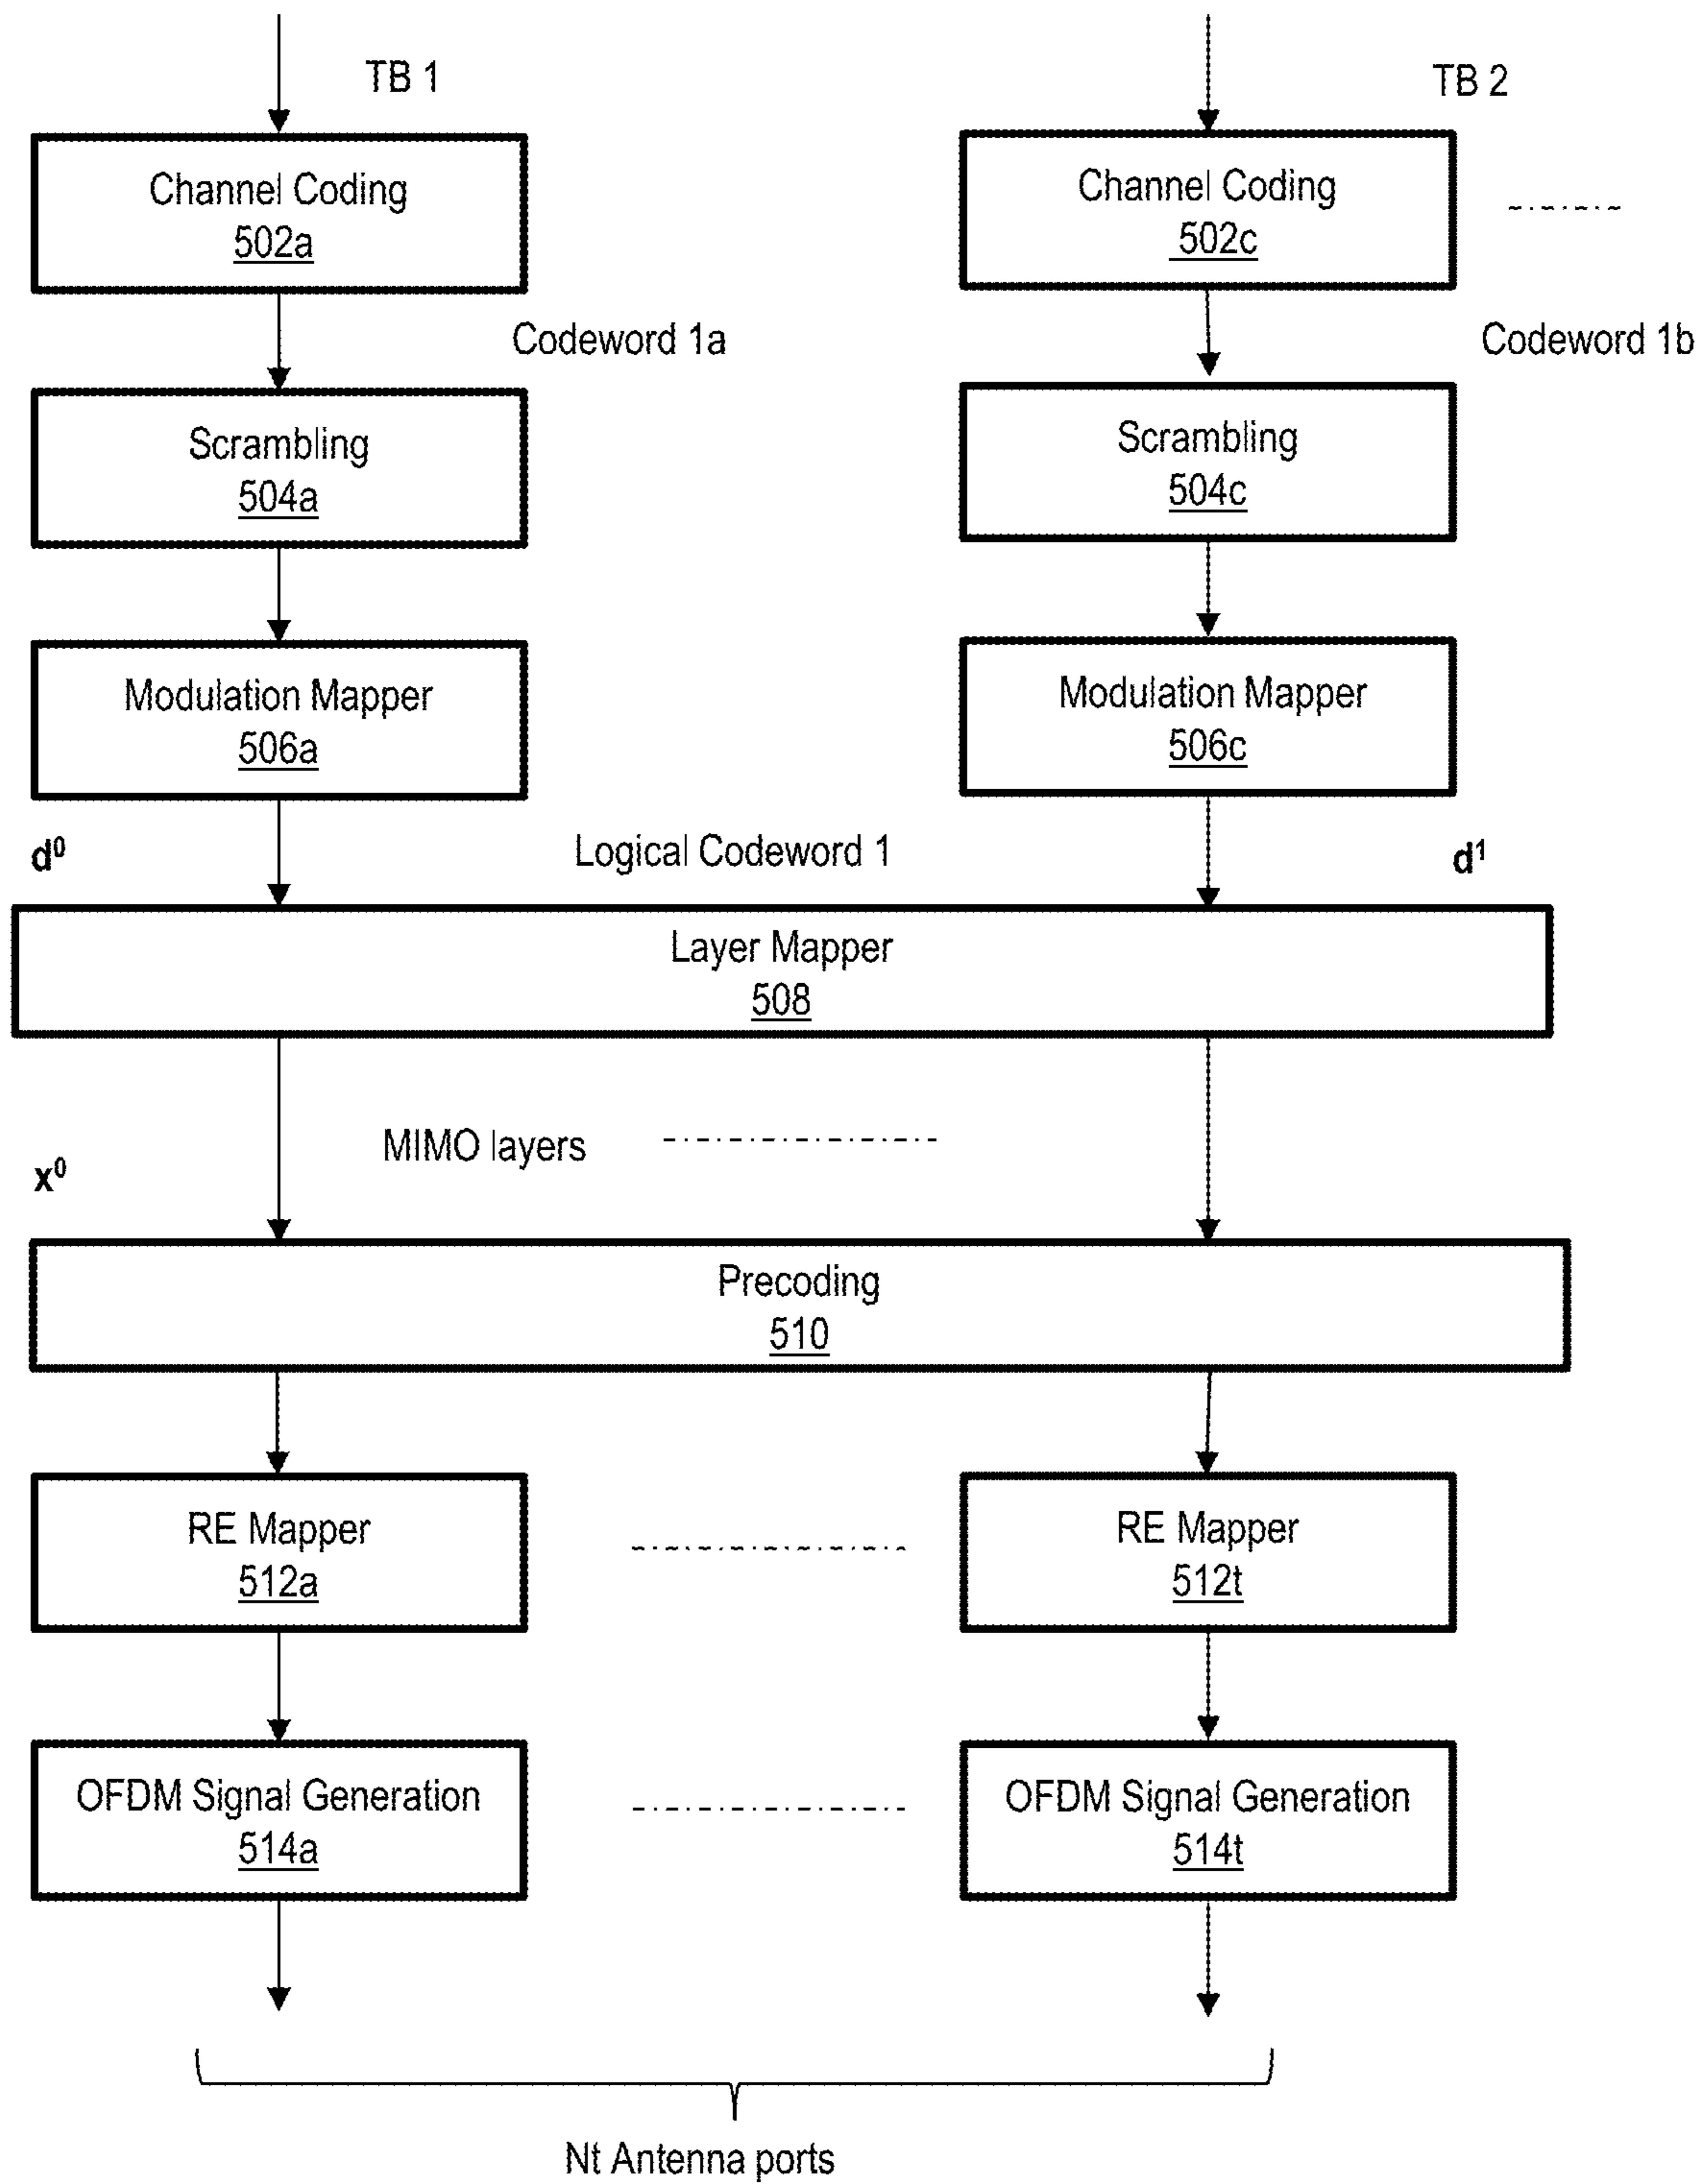 TB 1
TB 2
Channel Coding
502a
Channel Coding
502c
Codeword 1a
Codeword 1b
Scrambling
504a
Scrambling
504c
Modulation Mapper
506a
Modulation Mapper
506c
d⁰
Logical Codeword 1
d¹
Layer Mapper
508
MIMO layers
x⁰
Precoding
510
RE Mapper
512a
RE Mapper
512t
OFDM Signal Generation
514a
OFDM Signal Generation
514t
Nt Antenna ports